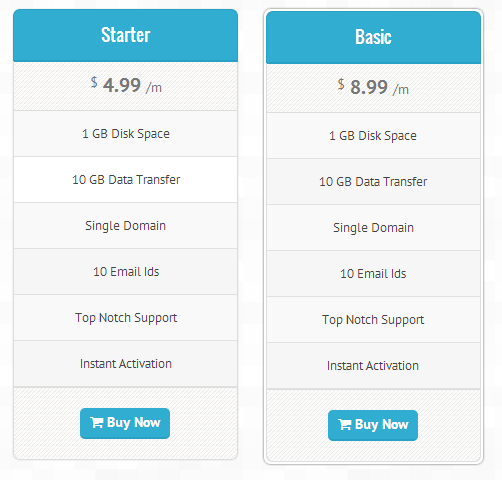 Starter
$ 4.99 /m
1 GB Disk Space
10 GB Data Transfer
Single Domain
10 Email Ids
Top Notch Support
Instant Activation
Buy Now
Basic
$ 8.99 /m
1 GB Disk Space
10 GB Data Transfer
Single Domain
10 Email Ids
Top Notch Support
Instant Activation
Buy Now